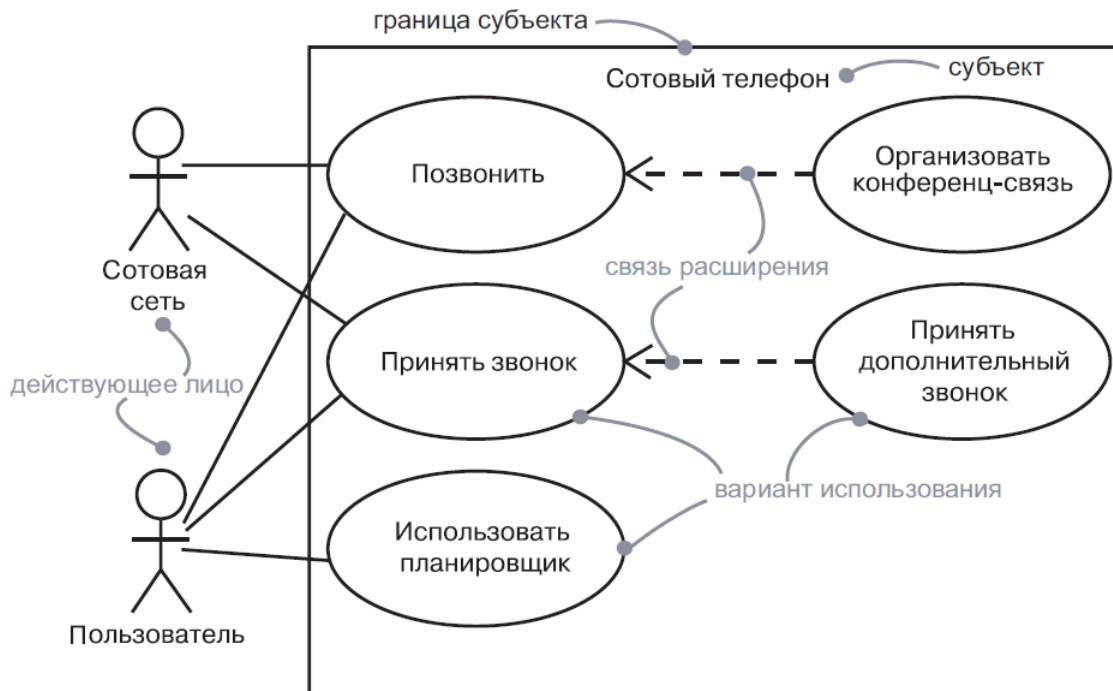 граница субъекта
Сотовый телефон
субъект
Позвонить
Организовать
конференц-связь
Сотовая
сеть
связь расширения
действующее лицо
Принять звонок
Принять
дополнительный
звонок
вариант использования
Использовать
планировщик
Пользователь